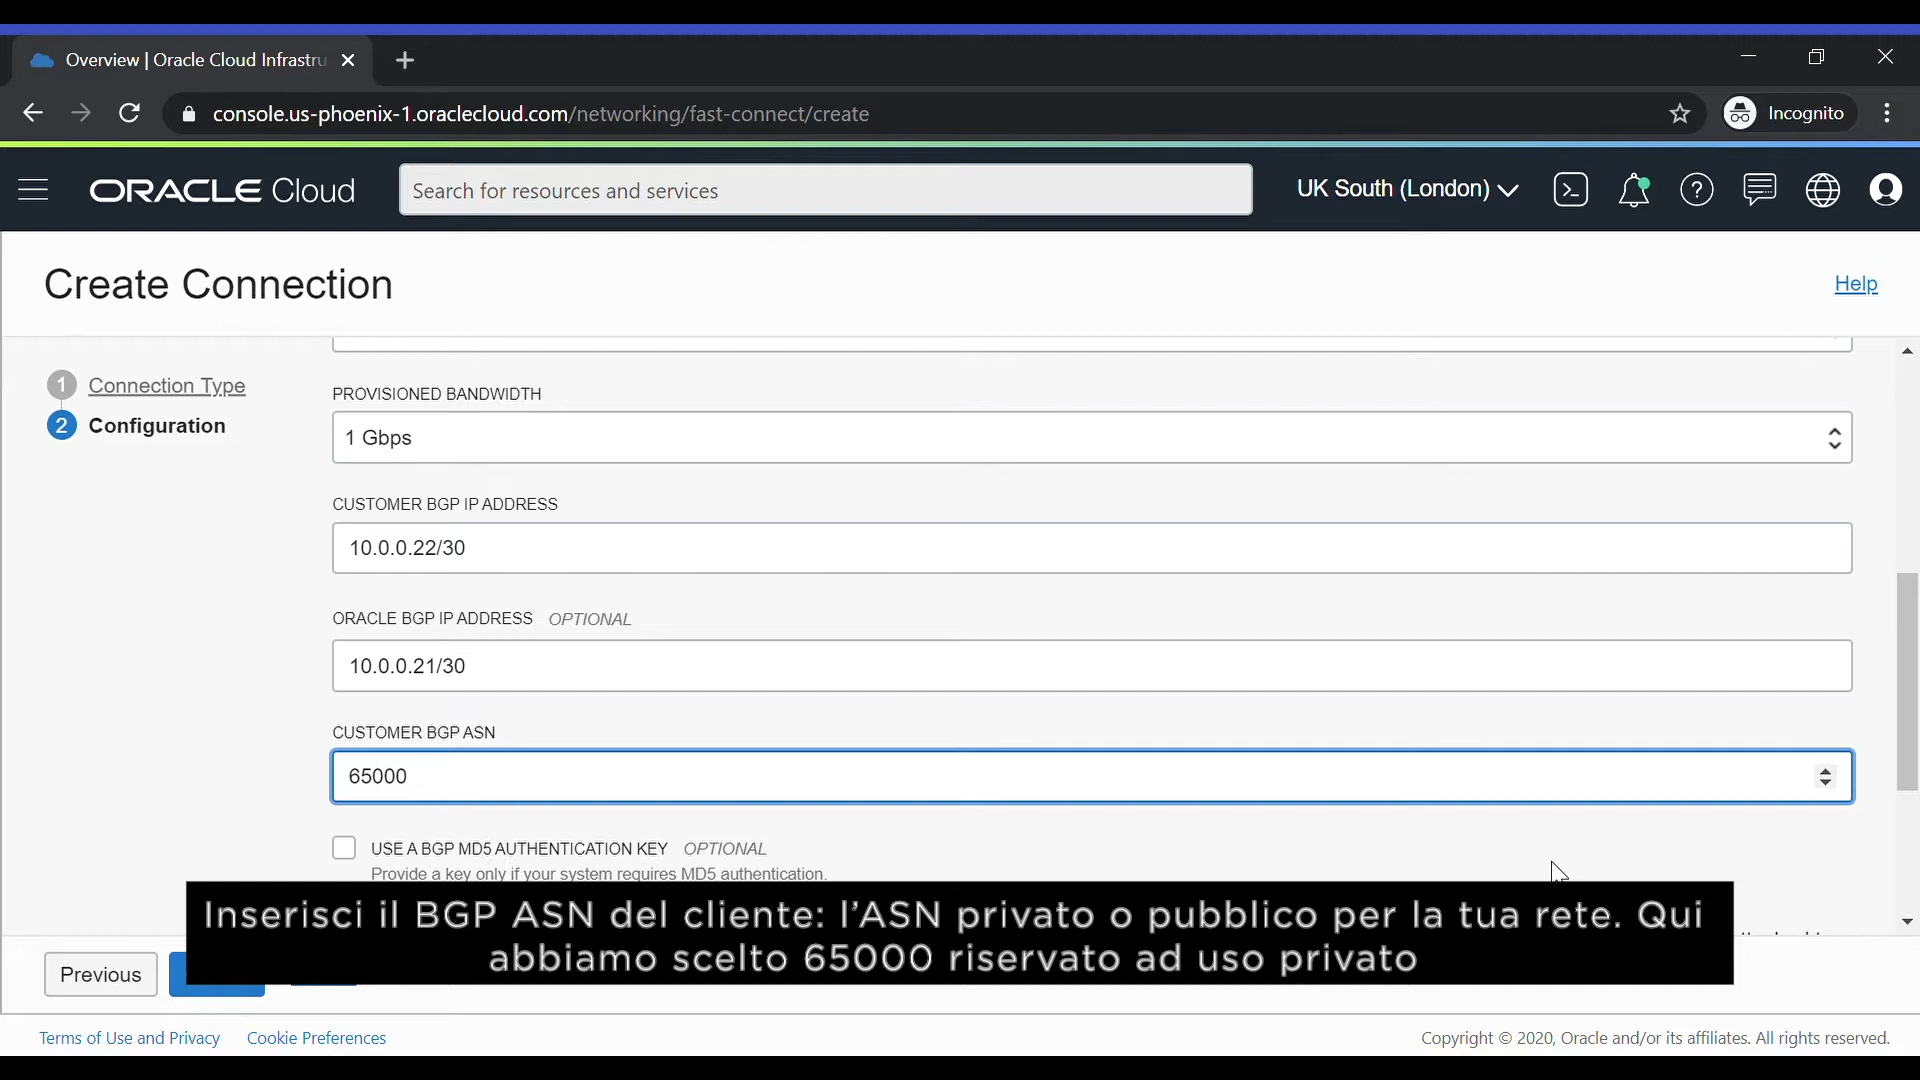 Overview | Oracle Cloud Infrastru
console.us-phoenix-1.oraclecloud.com/networking/fast-connect/create
Incognito
ORACLE Cloud
Search for resources and services
UK South (London)
Create Connection
Help
1 Connection Type
2 Configuration
PROVISIONED BANDWIDTH
1 Gbps
CUSTOMER BGP IP ADDRESS
10.0.0.22/30
ORACLE BGP IP ADDRESS OPTIONAL
10.0.0.21/30
CUSTOMER BGP ASN
65000
USE A BGP MD5 AUTHENTICATION KEY OPTIONAL
Provide a key only if your system requires MD5 authentication.
Inserisci il BGP ASN del cliente: l’ASN privato o pubblico per la tua rete. Qui
abbiamo scelto 65000 riservato ad uso privato
Previous
Terms of Use and Privacy
Cookie Preferences
Copyright © 2020, Oracle and/or its affiliates. All rights reserved.